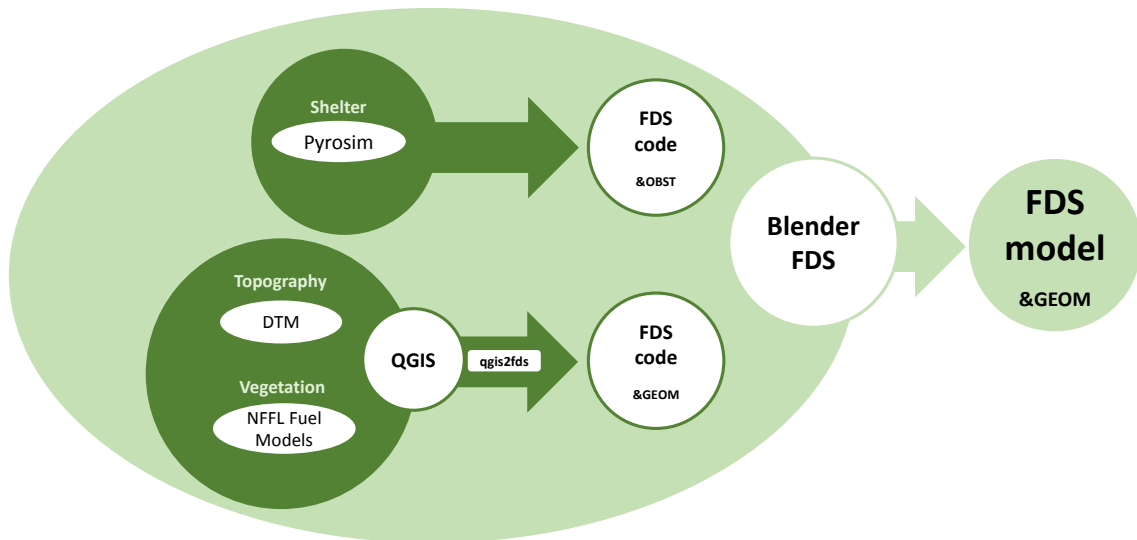 Shelter
Pyrosim
FDS
code
&OBST
Topography
DTM
Vegetation
NFFL Fuel
Models
QGIS
qgis2fds
FDS
code
&GEOM
Blender
FDS
FDS
model
&GEOM